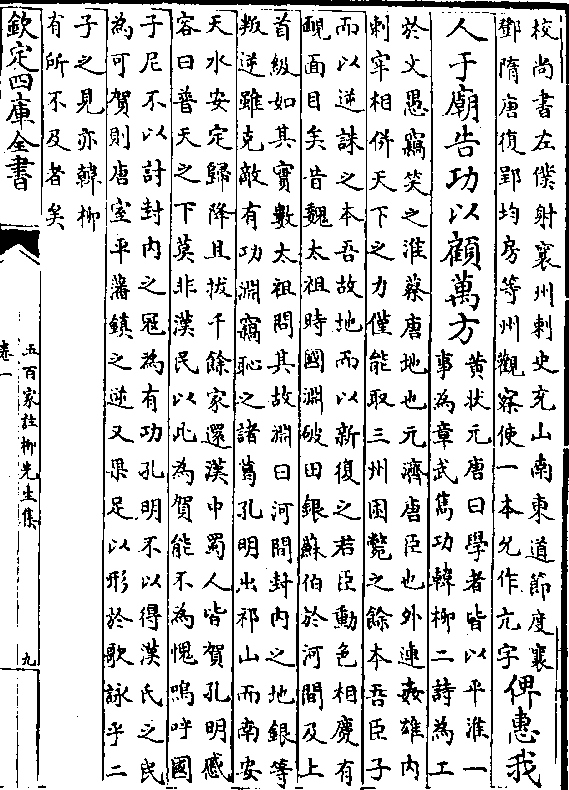 校尚書左僕射襄州刺史充山南東道節度襄
鄧隋唐復郢均房等州觀察使一本允作亢字
俾惠我
人于廟告功以顧萬方
黄状元唐曰學者皆以平淮一
事為章武雋功韓柳二詩為工
於文愚竊笑之淮蔡唐地也元濟唐臣也外連姦雄内
刺宰相併天下之力僅能取三州困斃之餘本吾臣子
而以逆誅之本吾故地而以新復之君臣動色相慶有
靦面目矣昔魏太祖時國淵破田銀蘇伯於河間及上
首級如其實數太祖問其故淵曰河間封内之地銀等
叛逆雖克敵有功淵竊恥之諸葛孔明出祁山而南安
天水安定歸降且拔千餘家還漢中蜀人皆賀孔明慼
容曰普天之下莫非漢民以此為賀能不為愧嗚呼國
子尼不以討封内之冦為有功孔明不以得漢氏之民
為可賀則唐室平藩鎮之逆又果足以形於歌詠乎二
子之見亦韓柳
有所不及者矣
欽定四庫全書
五百家註柳先生集
九
卷一